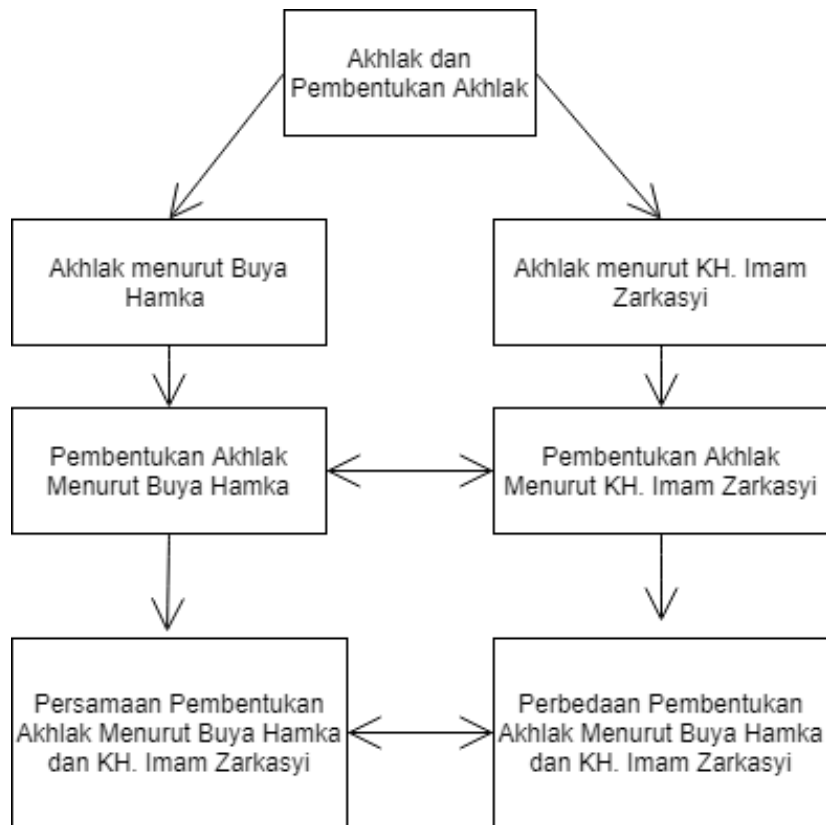 Akhlak dan
Pembentukan Akhlak
Akhlak menurut Buya
Hamka
Akhlak menurut KH. Imam
Zarkasyi
Pembentukan Akhlak
Menurut Buya Hamka
Pembentukan Akhlak
Menurut KH. Imam Zarkasyi
Persamaan Pembentukan
Akhlak Menurut Buya Hamka
dan KH. Imam Zarkasyi
Perbedaan Pembentukan
Akhlak Menurut Buya Hamka
dan KH. Imam Zarkasyi